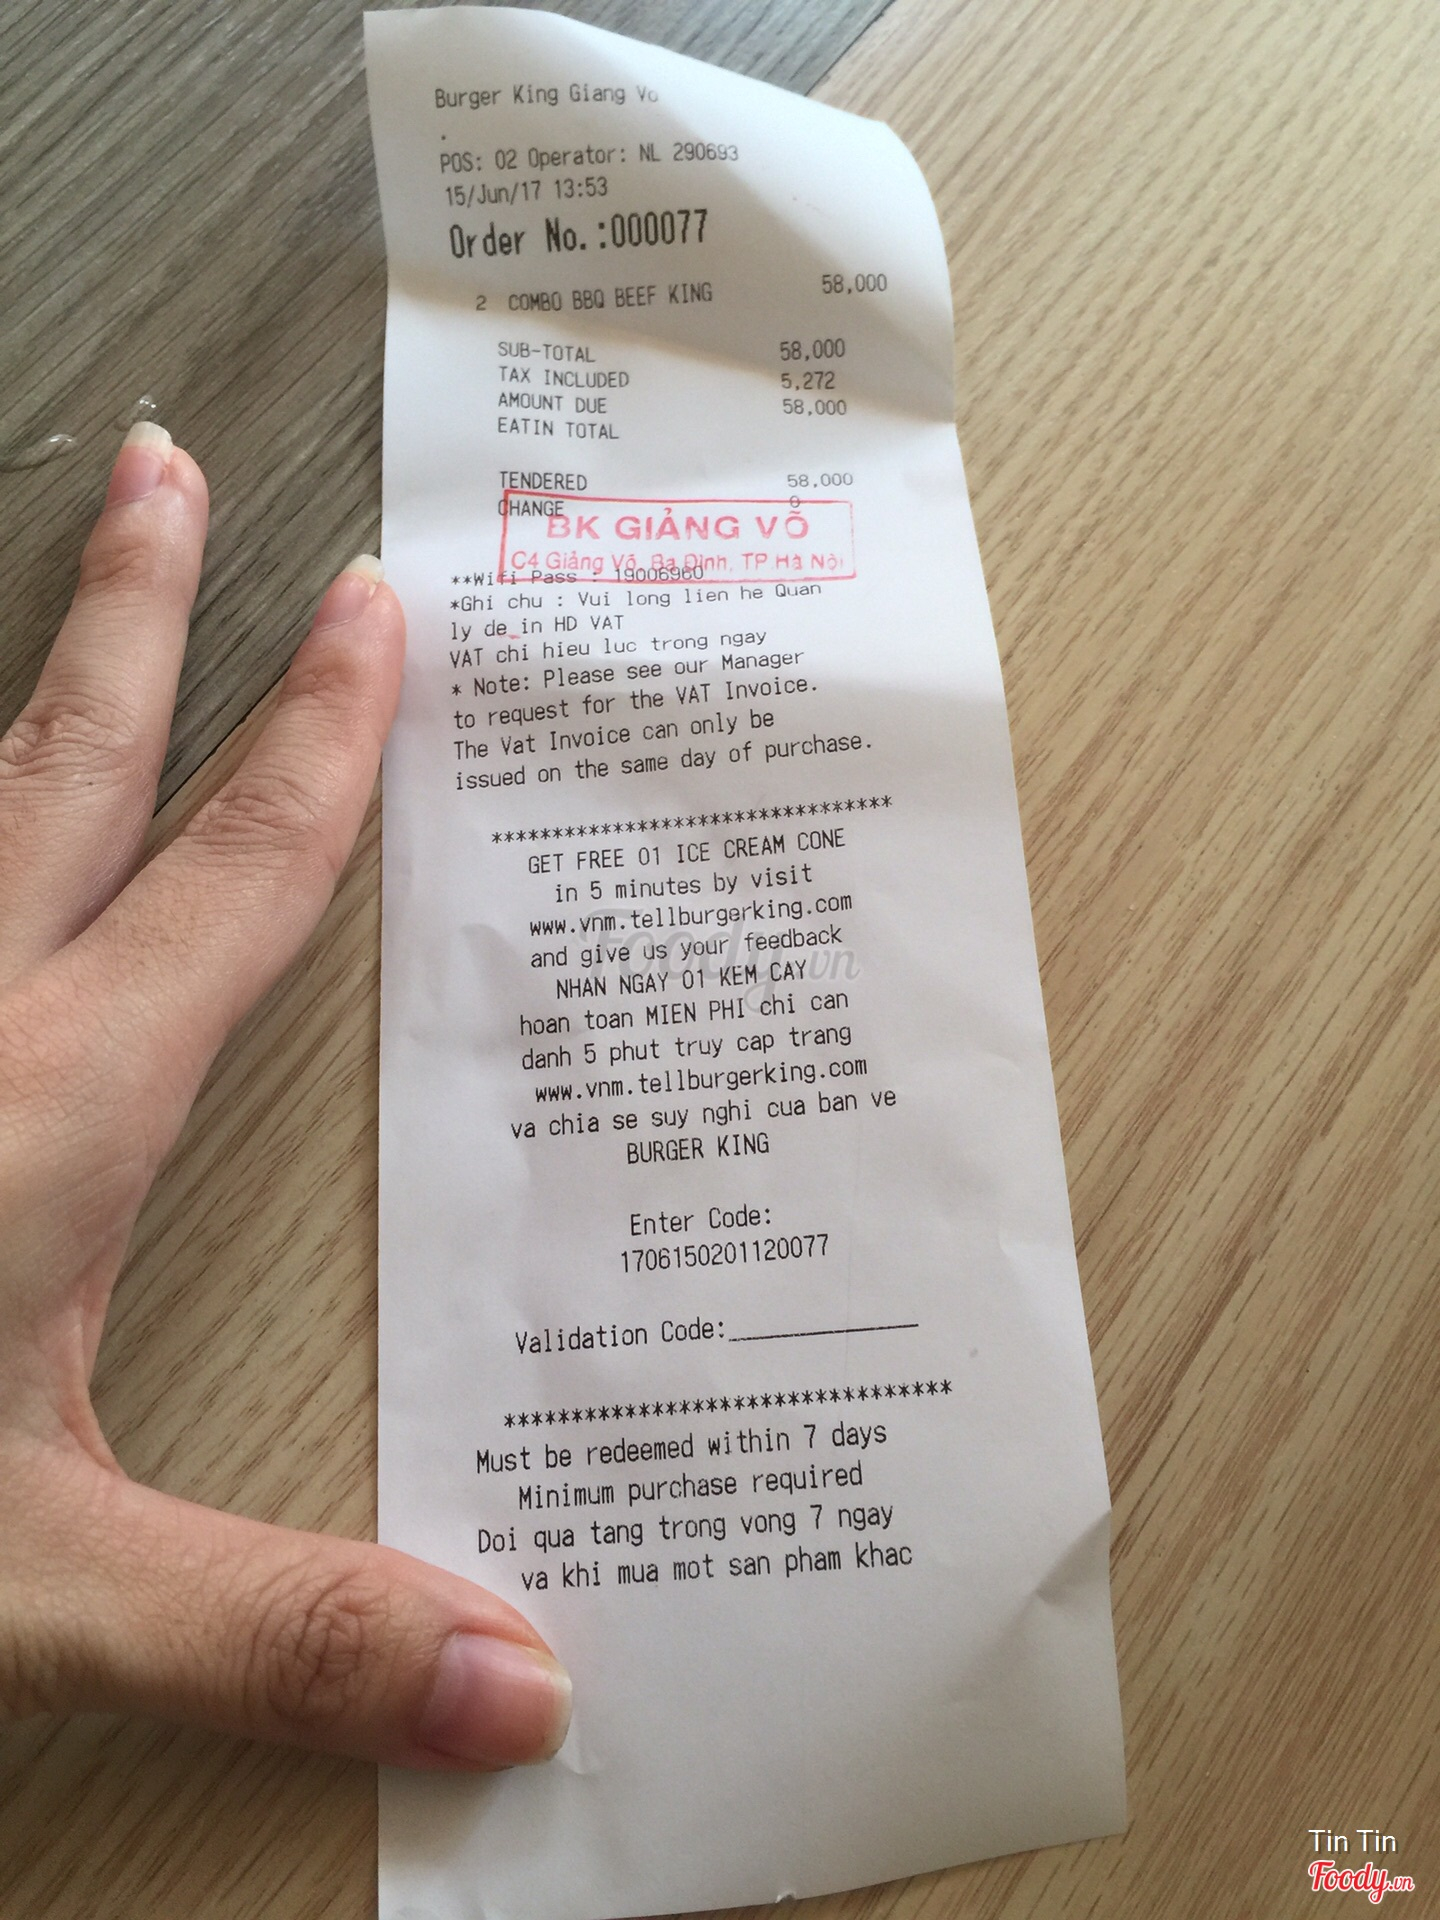 Burger King Giang Vo
.
POS: 02 Operator: NL 290693
15/Jun/17 13:53
Order No.:000077
2 COMBO BBQ BEEF KING 58,000
SUB-TOTAL 58,000
TAX INCLUDED 5,272
AMOUNT DUE 58,000
EATIN TOTAL
TENDERED 58,000
CHANGE 0
BK GIẢNG VÕ
C4 Giảng Võ, Ba Đình, TP Hà Nội
**Wifi Pass : 19006960
*Ghi chu : Vui long lien he Quan
ly de in HD VAT
VAT chi hieu luc trong ngay
* Note: Please see our Manager
to request for the VAT Invoice.
The Vat Invoice can only be
issued on the same day of purchase.
*********************************
GET FREE 01 ICE CREAM CONE
in 5 minutes by visit
www.vnm.tellburgerking.com
and give us your feedback
NHAN NGAY 01 KEM CAY
hoan toan MIEN PHI chi can
danh 5 phut truy cap trang
www.vnm.tellburgerking.com
va chia se suy nghi cua ban ve
BURGER KING
Enter Code:
1706150201120077
Validation Code:______________
*********************************
Must be redeemed within 7 days
Minimum purchase required
Doi qua tang trong vong 7 ngay
va khi mua mot san pham khac
Foody.vn
Tin Tin
Foody.vn